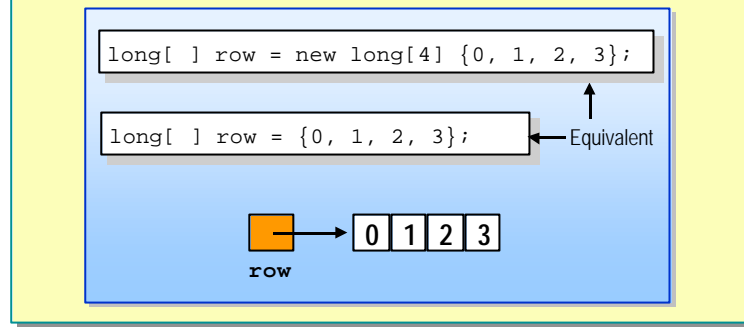 long[ ] row = new long[4] {0, 1, 2, 3};
long[ ] row = {0, 1, 2, 3};
Equivalent
0 1 2 3
row